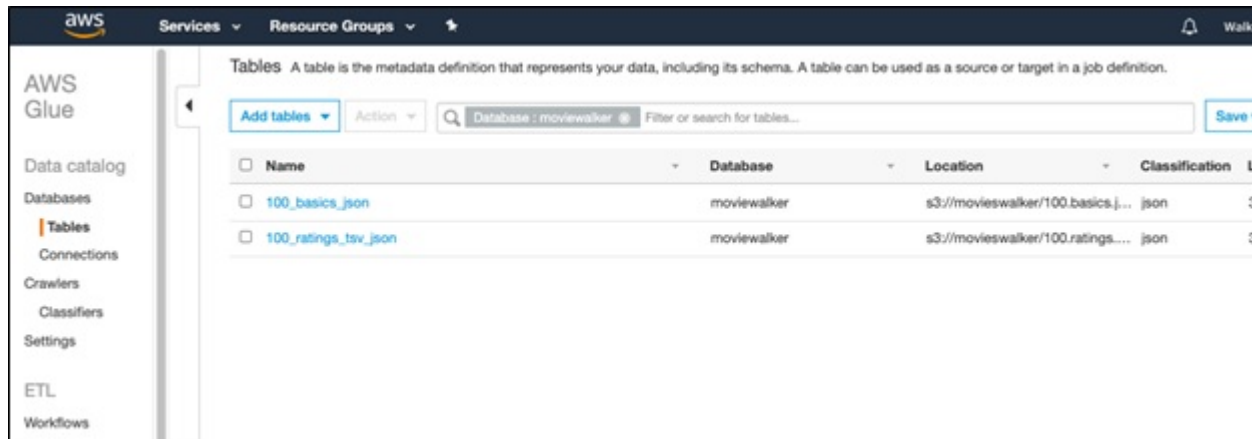 aws Services Resource Groups Walk
AWS Glue
Tables A table is the metadata definition that represents your data, including its schema. A table can be used as a source or target in a job definition.
Add tables Action Database : moviewalker Filter or search for tables... Save
Data catalog
Databases
Tables
Connections
Crawlers
Classifiers
Settings
ETL
Workflows
Name Database Location Classification
100_basics_json moviewalker s3://movieswalker/100.basics.j... json
100_ratings_tsv_json moviewalker s3://movieswalker/100.ratings.... json